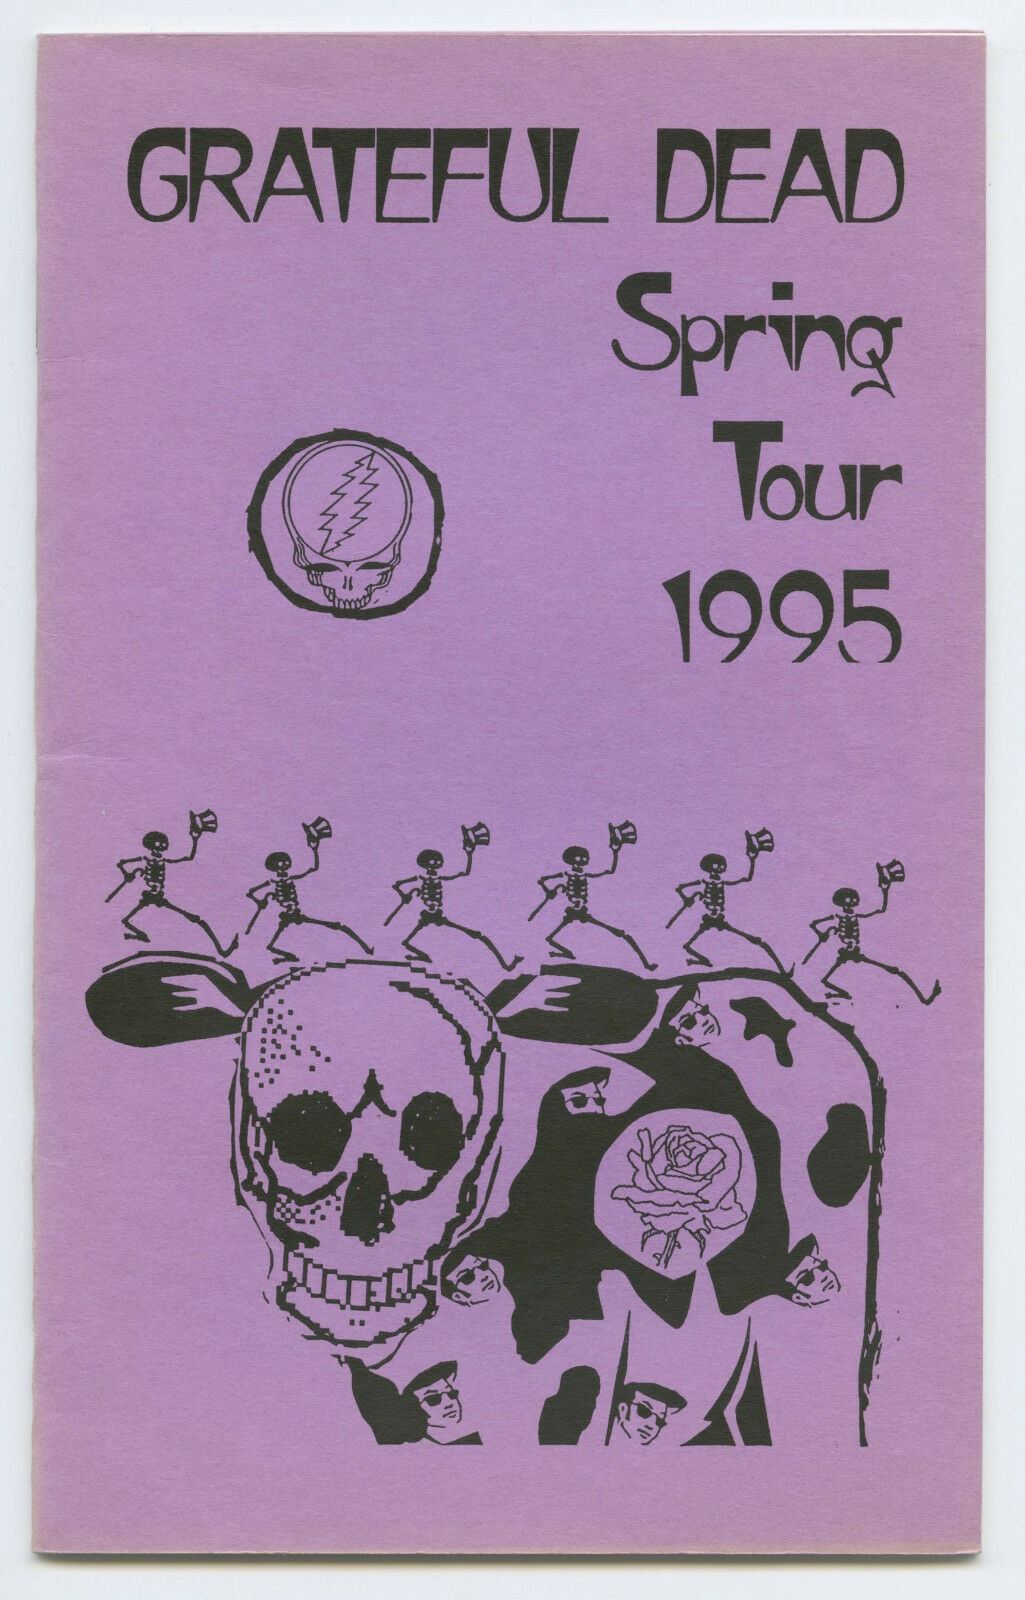 GRATEFUL DEAD
Spring
Tour
1995